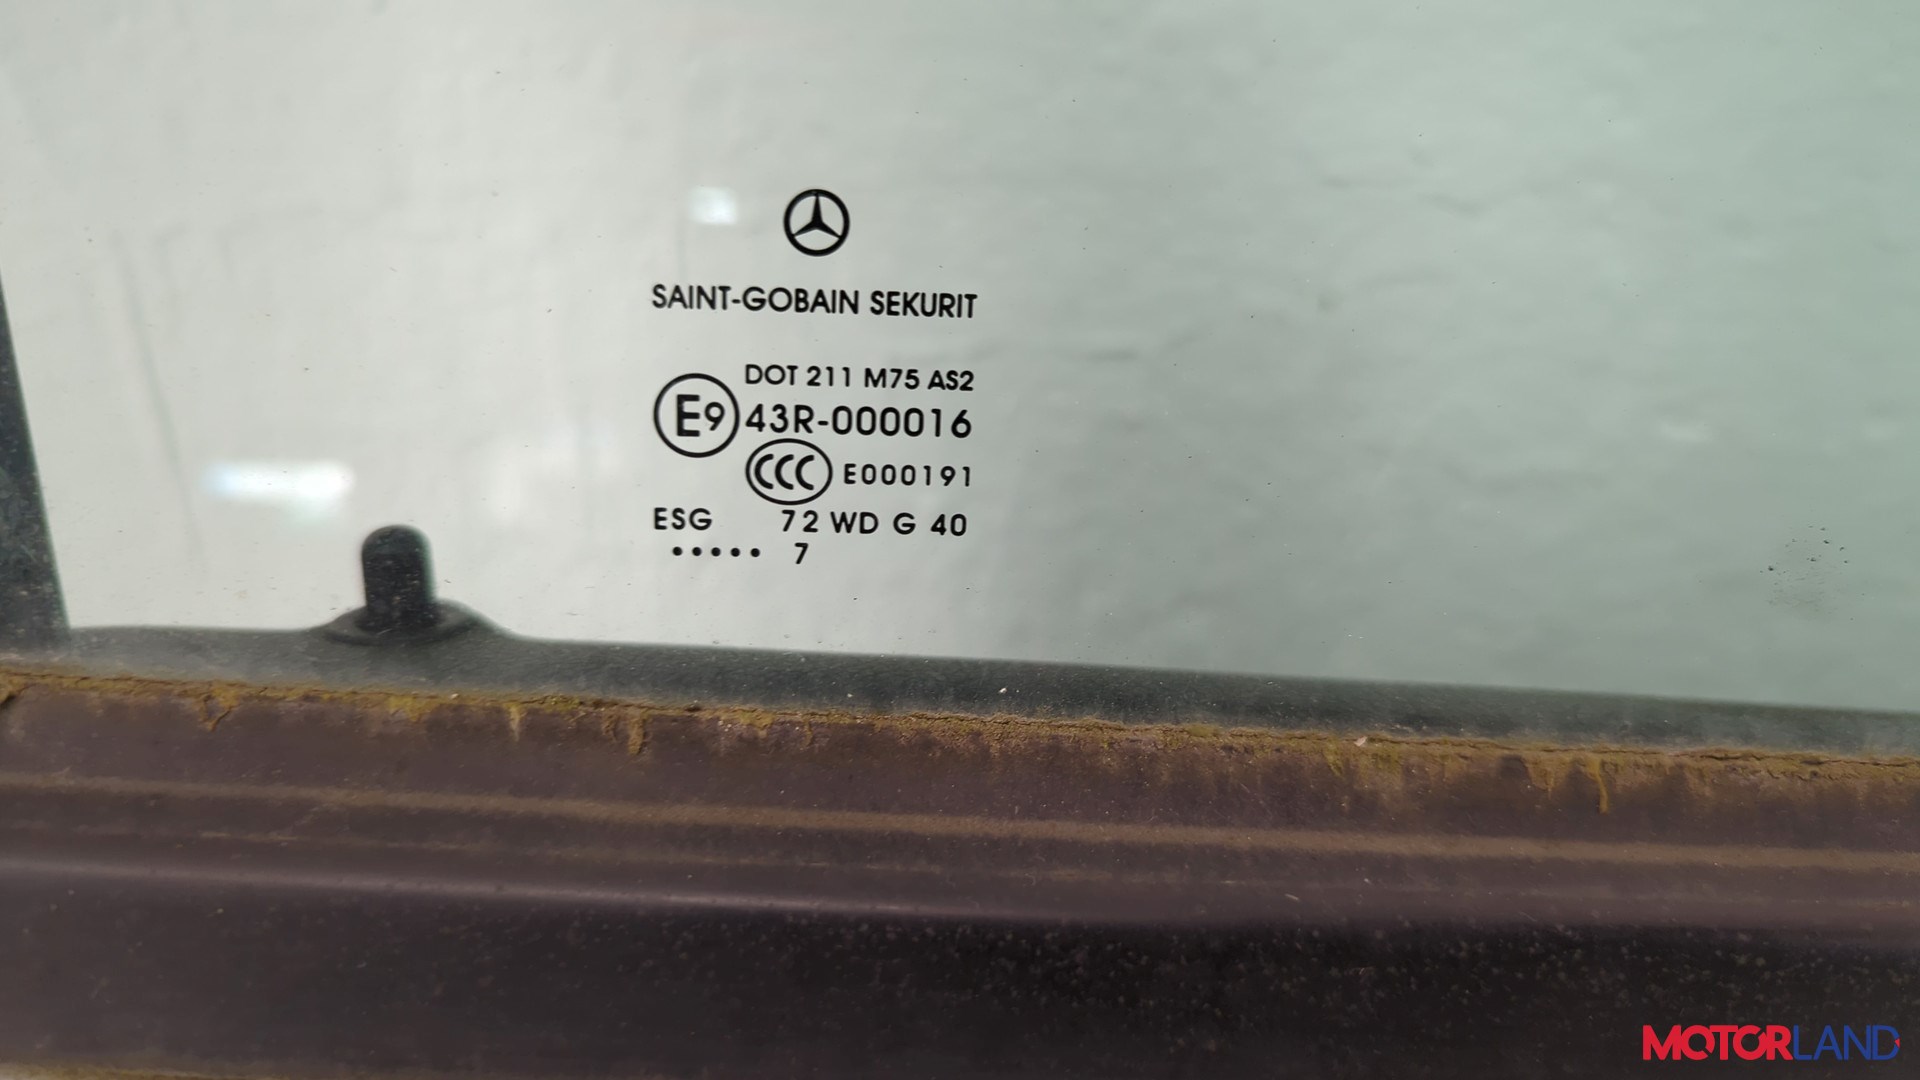 SAINT-GOBAIN SEKURIT
DOT 211 M75 AS2
E9 43R-000016
CCC E000191
ESG 72 WD G 40
..... 7
MOTORLAND